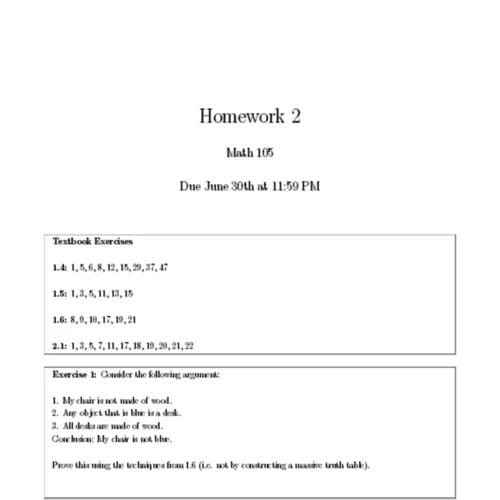 Homework 2
Math 105
Due June 30th at 11:59 PM
Textbook Exercises
1.4: 1, 5, 6, 8, 12, 15, 29, 37, 47
1.5: 1, 3, 5, 11, 13, 15
1.6: 8, 9, 10, 17, 19, 21
2.1: 1, 3, 5, 7, 11, 17, 18, 19, 20, 21, 22
Exercise 1: Consider the following argument:
1. My chair is not made of wood.
2. Any object that is blue is a desk.
3. All desks are made of wood.
Conclusion: My chair is not blue.
Prove this using the techniques from 1.6 (i.e. not by constructing a massive truth table).